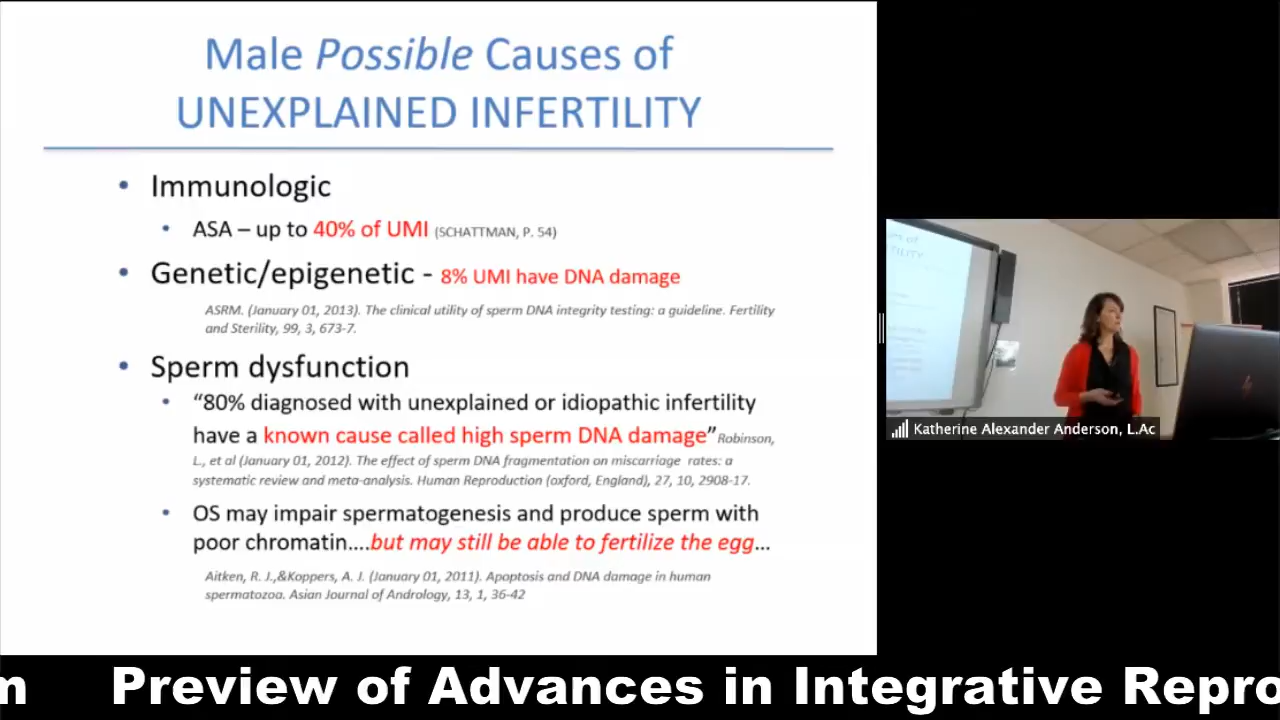 Male Possible Causes of
UNEXPLAINED INFERTILITY
• Immunologic
• ASA – up to 40% of UMI (SCHATTMAN, P. 54)
• Genetic/epigenetic - 8% UMI have DNA damage
ASRM. (January 01, 2013). The clinical utility of sperm DNA integrity testing: a guideline. Fertility
and Sterility, 99, 3, 673-7.
• Sperm dysfunction
• “80% diagnosed with unexplained or idiopathic infertility
have a known cause called high sperm DNA damage” Robinson,
L., et al (January 01, 2012). The effect of sperm DNA fragmentation on miscarriage rates: a
systematic review and meta-analysis. Human Reproduction (oxford, England), 27, 10, 2908-17.
• OS may impair spermatogenesis and produce sperm with
poor chromatin....but may still be able to fertilize the egg...
Aitken, R. J.,&Koppers, A. J. (January 01, 2011). Apoptosis and DNA damage in human
spermatozoa. Asian Journal of Andrology, 13, 1, 36-42
Katherine Alexander Anderson, L.Ac
m Preview of Advances in Integrative Repro